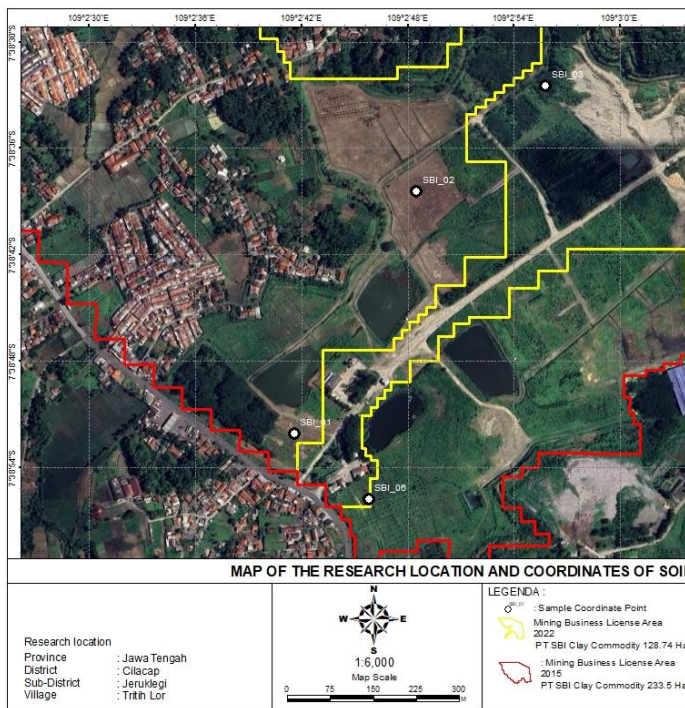 109°2'30"E 109°2'36"E 109°2'42"E 109°2'48"E 109°2'54"E 109°3'0"E
7°38'30"S
SBI_03
7°38'36"S
SBI_02
7°38'42"S
7°38'48"S
SBI_01
7°38'54"S
SBI_06
MAP OF THE RESEARCH LOCATION AND COORDINATES OF SOI
Research location
Province : Jawa Tengah
District : Cilacap
Sub-District : Jeruklegi
Village : Tritih Lor
N
W E
S
1:6,000
Map Scale
0 75 150 225 300
M
LEGENDA :
SBI_01 : Sample Coordinate Point
Mining Business License Area
2022
PT SBI Clay Commodity 128.74 Ha
: Mining Business License Area
2015
PT SBI Clay Commodity 233.5 Ha